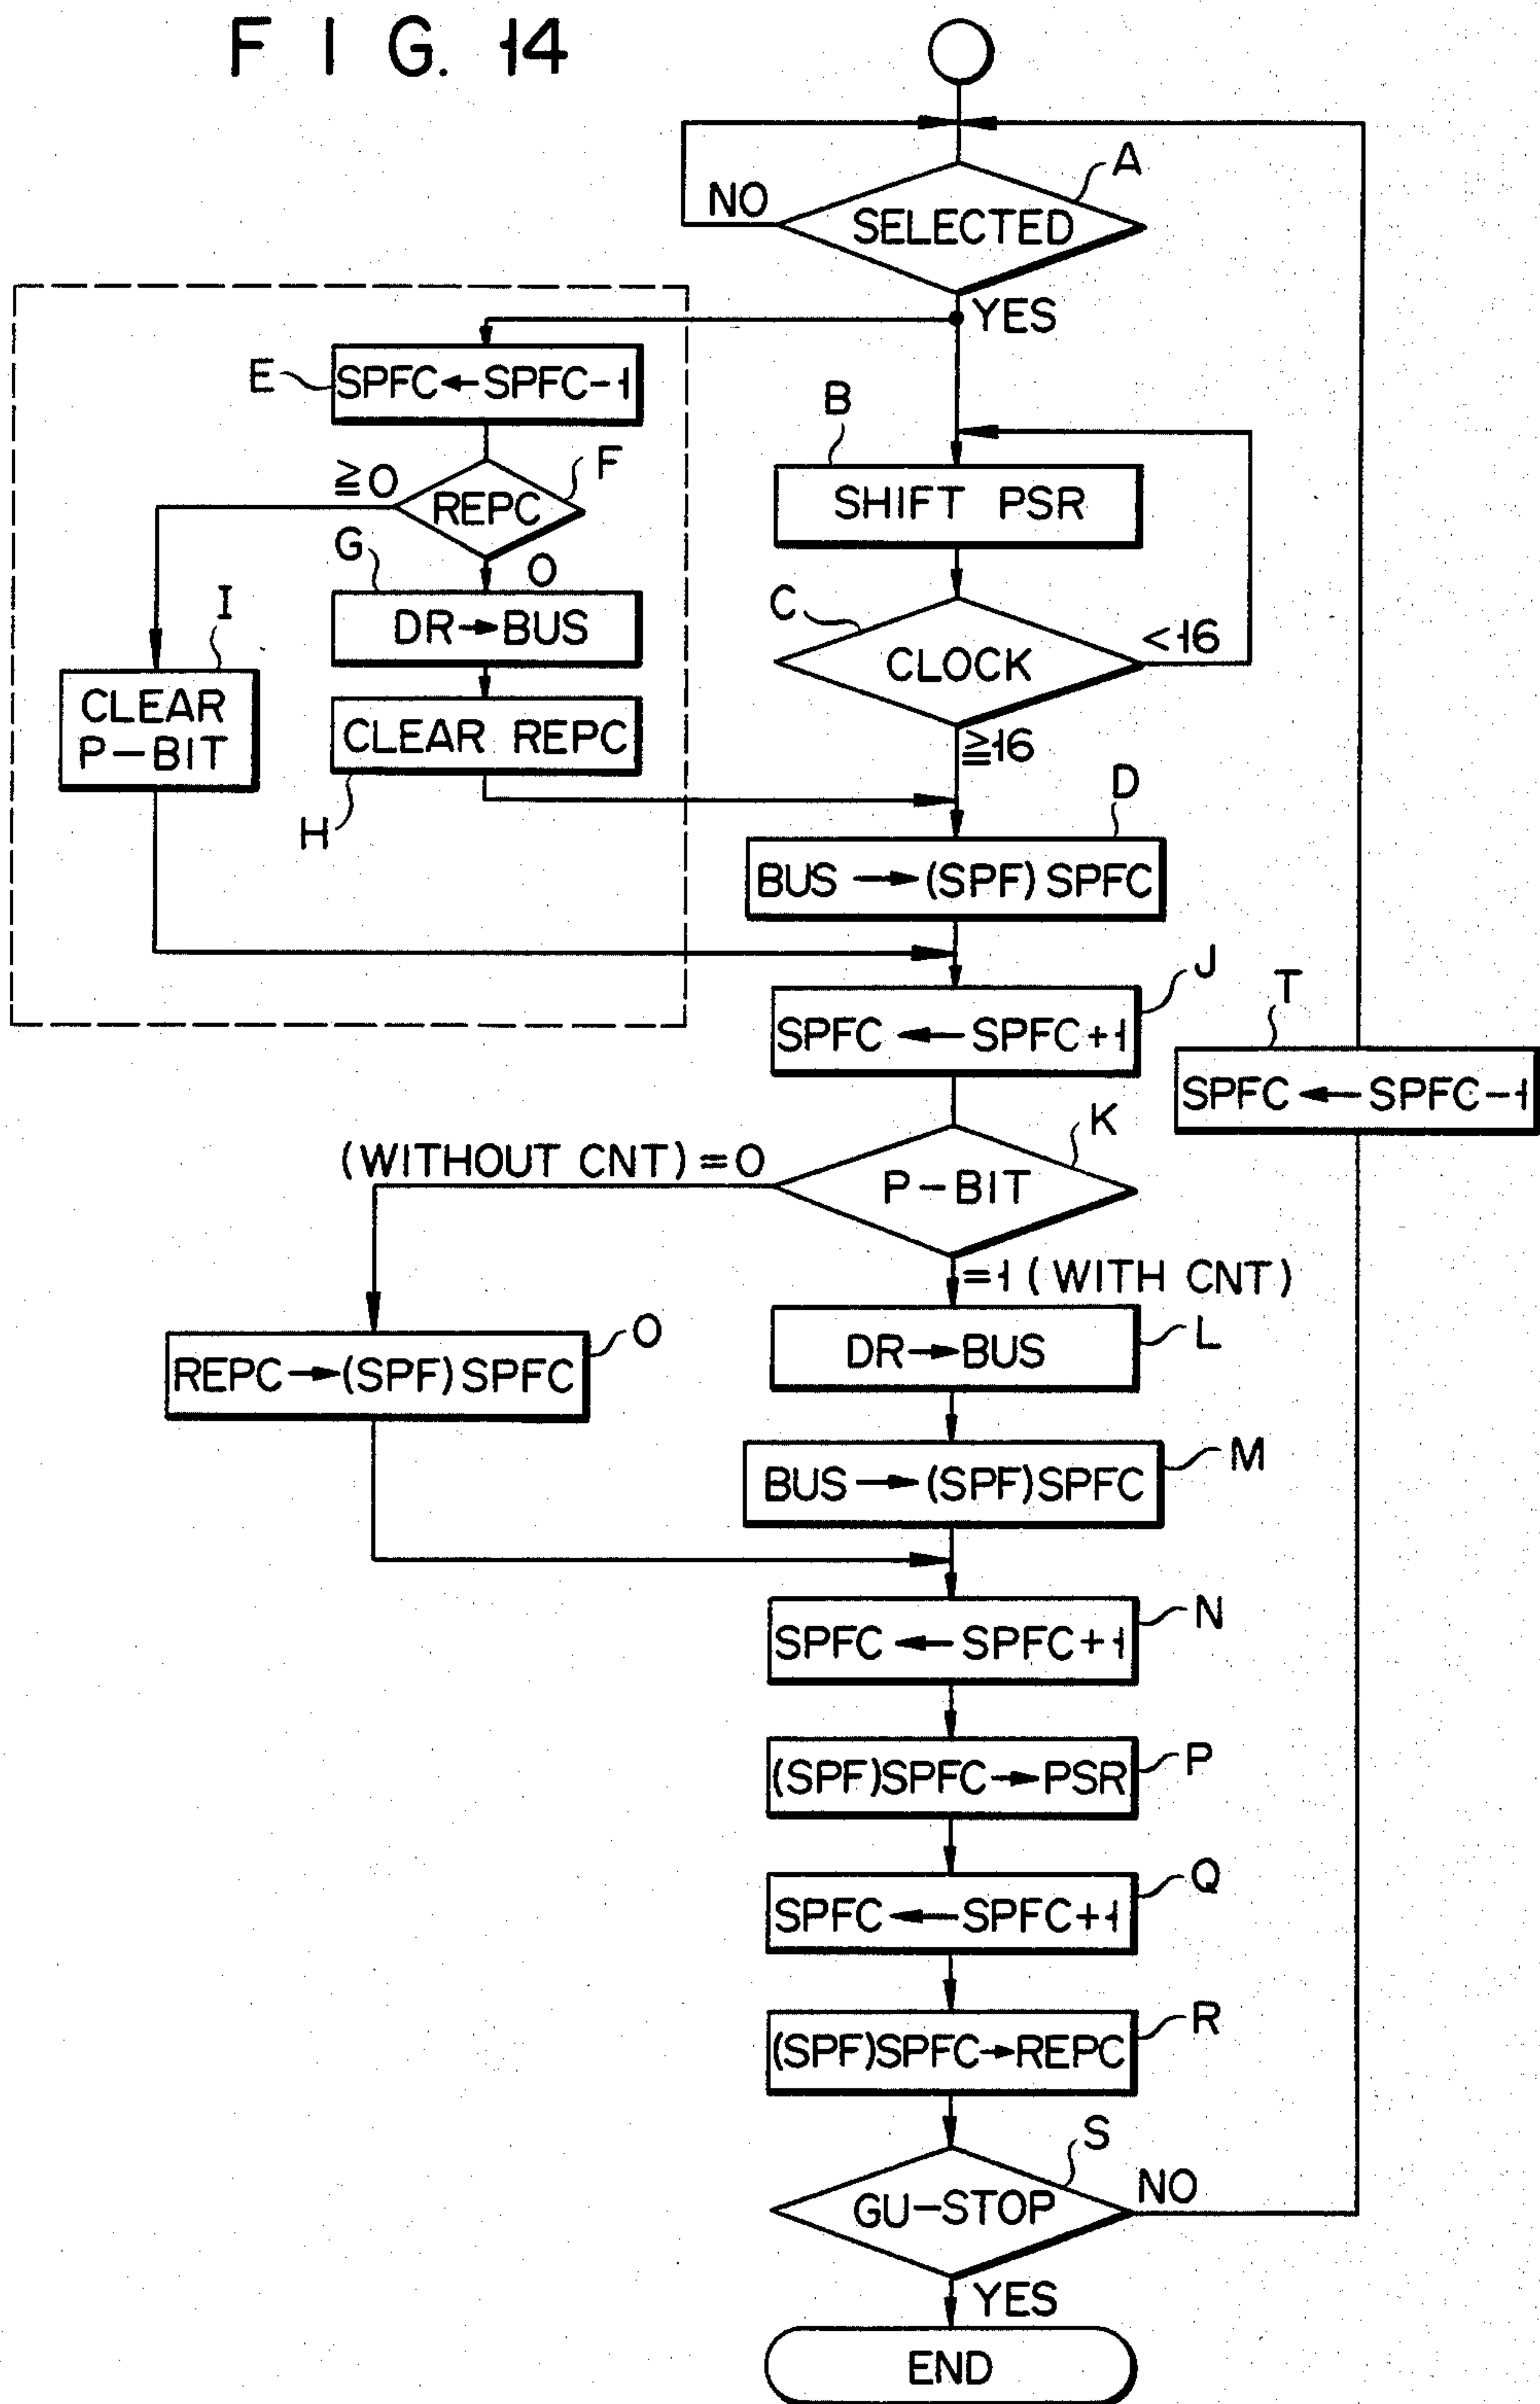 FIG. 14
A
NO
SELECTED
YES
E
SPFC←SPFC-1
B
≧0
REPC
F
SHIFT PSR
G
0
I
DR→BUS
C
CLOCK
<16
CLEAR
P-BIT
CLEAR REPC
≧16
H
D
BUS→(SPF)SPFC
J
SPFC←SPFC+1
T
SPFC←SPFC-1
K
(WITHOUT CNT)=0
P-BIT
=1 (WITH CNT)
O
REPC→(SPF)SPFC
DR→BUS
L
BUS→(SPF)SPFC
M
SPFC←SPFC+1
N
(SPF)SPFC→PSR
P
SPFC←SPFC+1
Q
(SPF)SPFC→REPC
R
S
GU-STOP
NO
YES
END